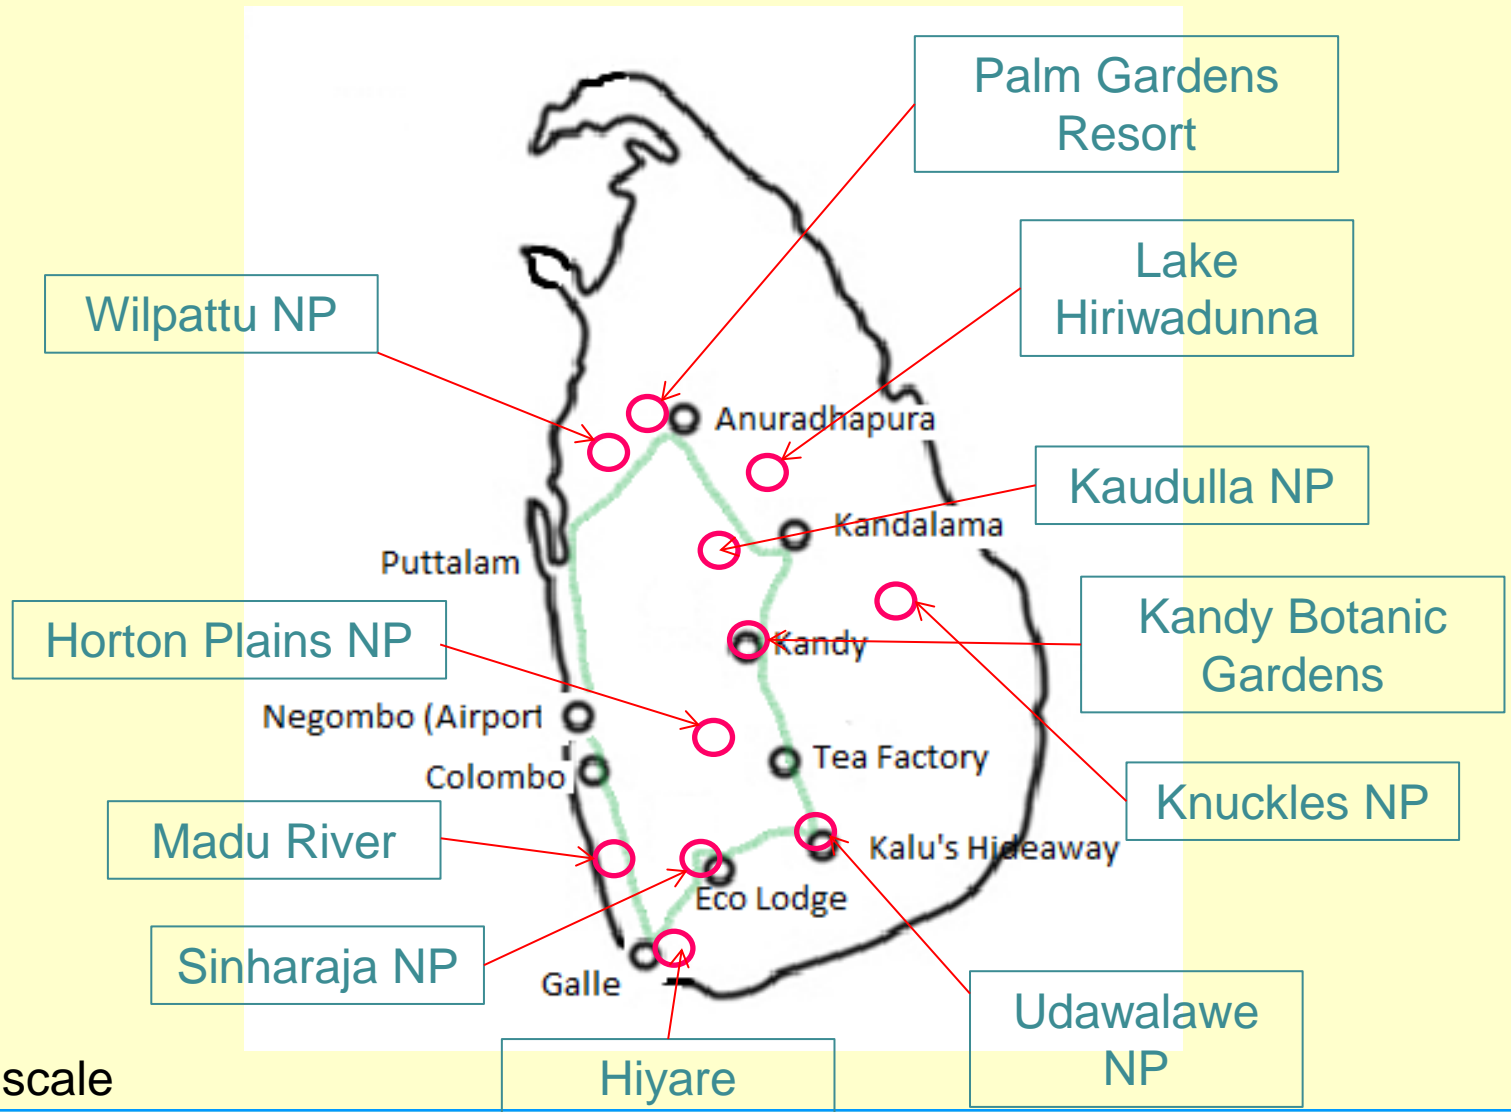 Palm Gardens
Resort
Lake
Hiriwadunna
Wilpattu NP
Anuradhapura
Kaudulla NP
Kandalama
Puttalam
Kandy Botanic
Gardens
Horton Plains NP
Kandy
Negombo (Airport
Tea Factory
Colombo
Knuckles NP
Madu River
Kalu's Hideaway
Eco Lodge
Sinharaja NP
Galle
Udawalawe
NP
Hiyare
scale